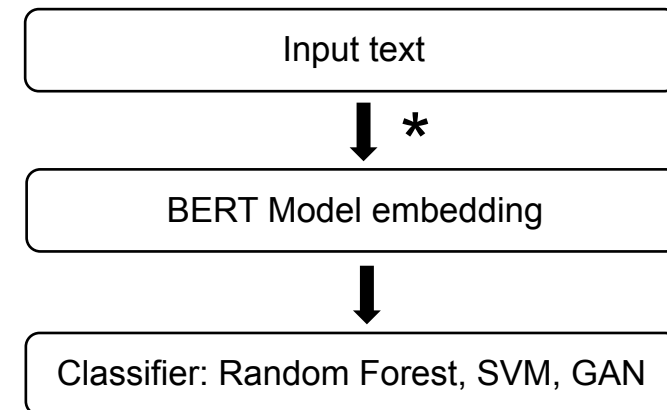 Input text
*
BERT Model embedding
Classifier: Random Forest, SVM, GAN